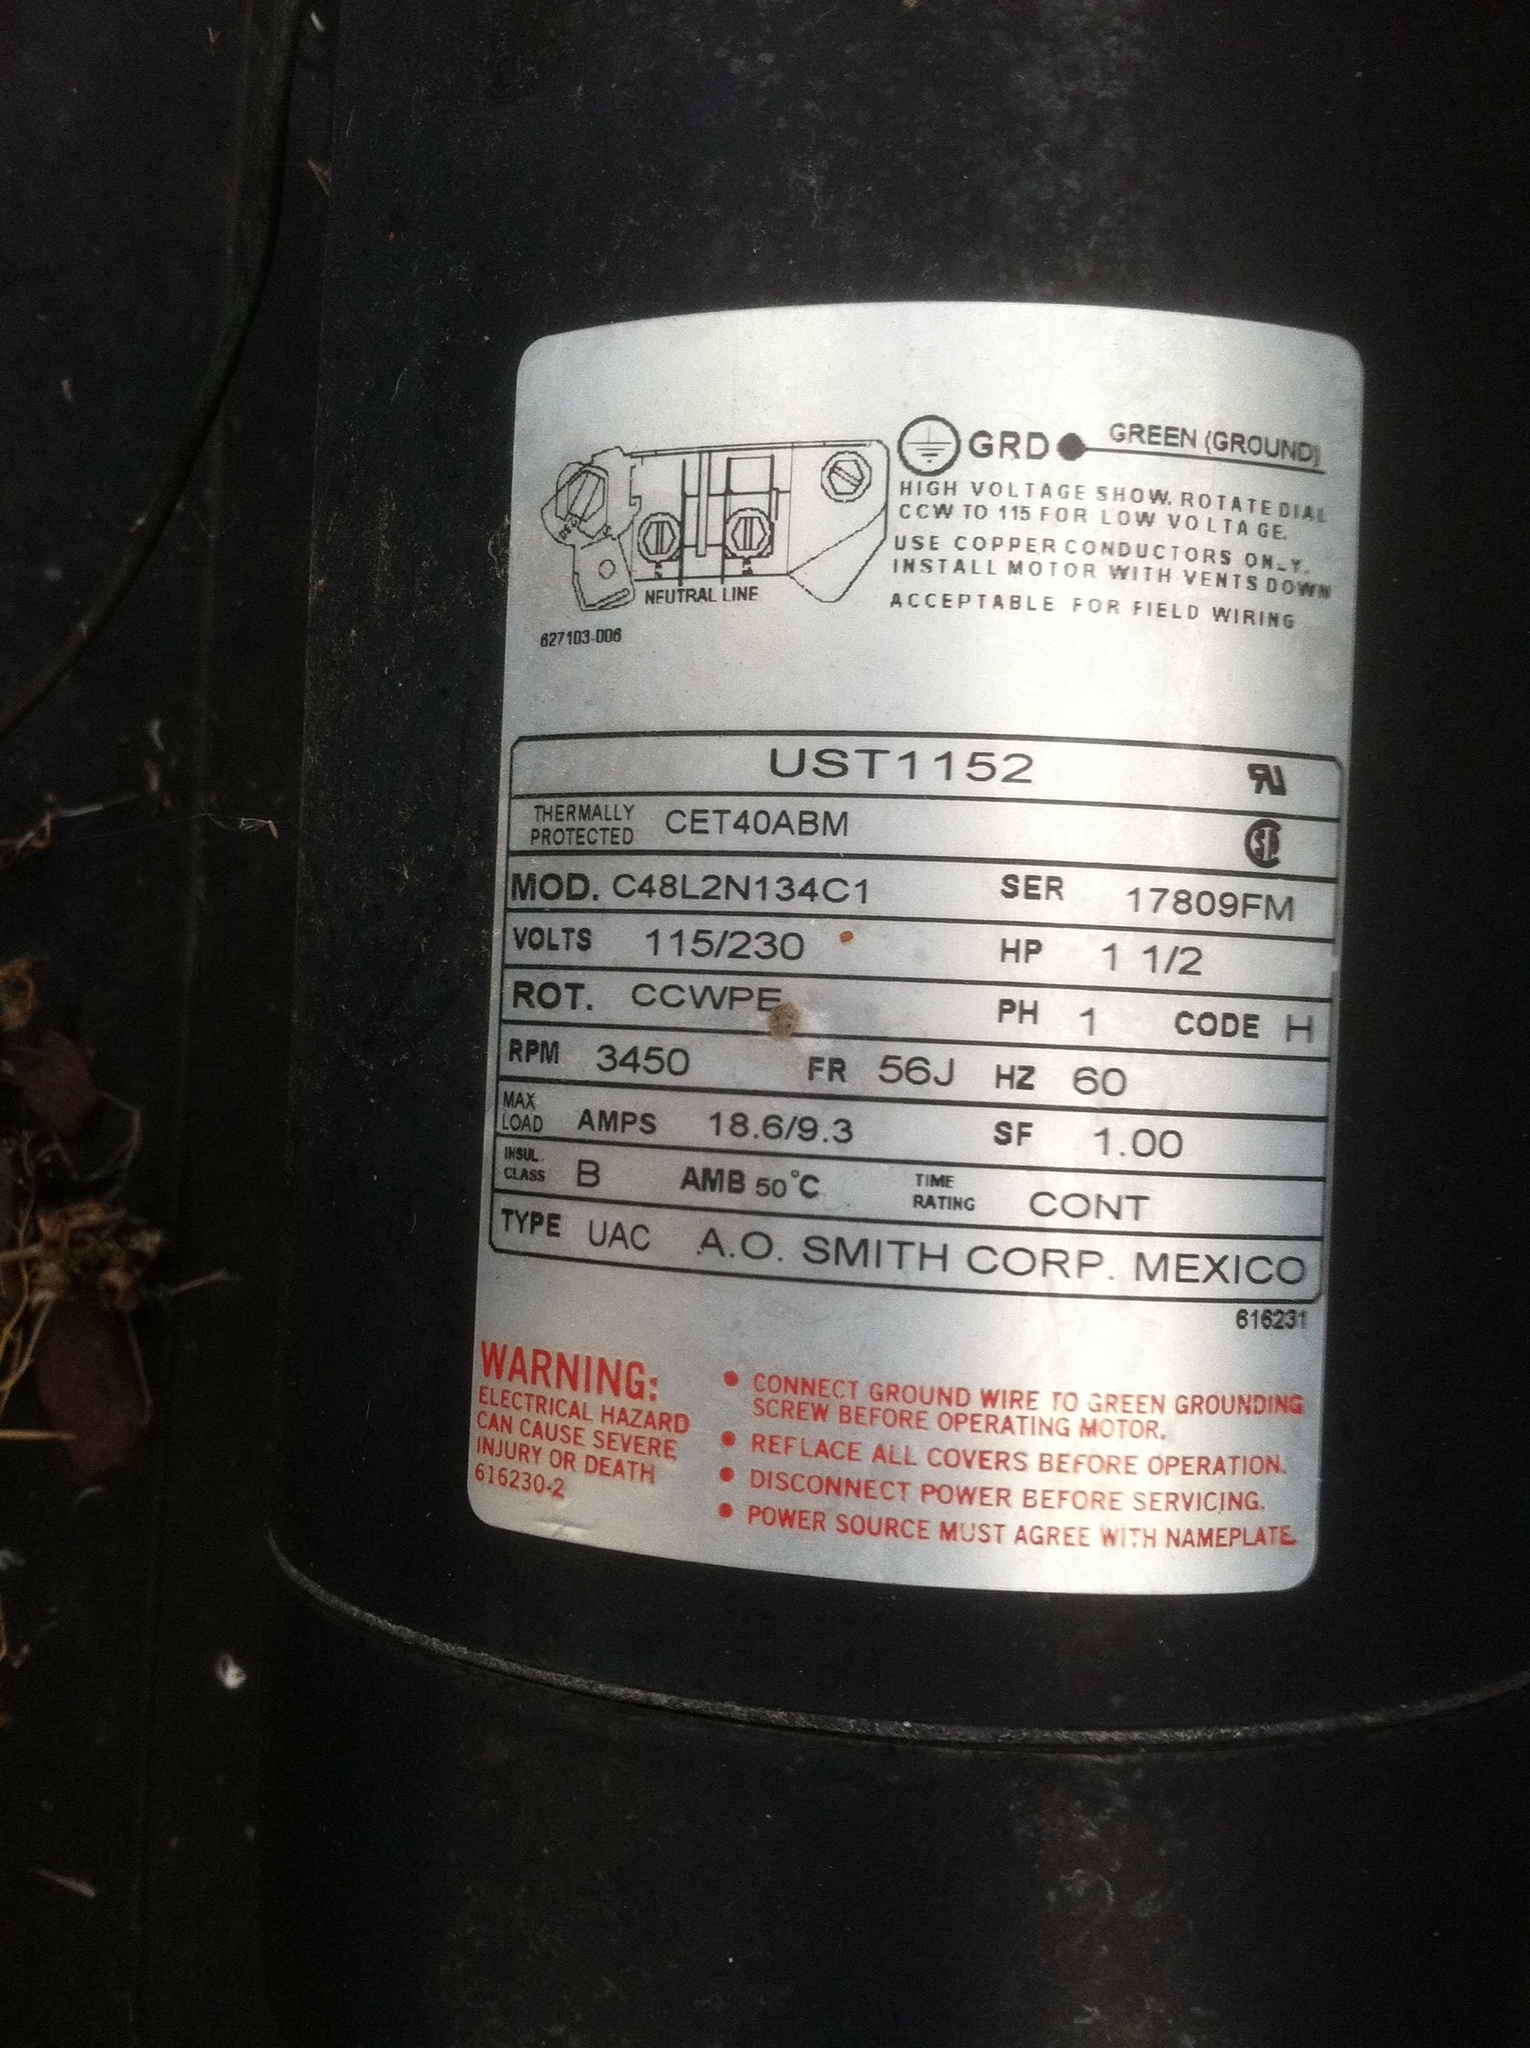 GRD GREEN (GROUND)
HIGH VOLTAGE SHOW. ROTATE DIAL
CCW TO 115 FOR LOW VOLTAGE.
USE COPPER CONDUCTORS ONLY.
INSTALL MOTOR WITH VENTS DOWN
ACCEPTABLE FOR FIELD WIRING
NEUTRAL LINE
627103-006
UST1152
THERMALLY PROTECTED CET40ABM
MOD. C48L2N134C1 SER 17809FM
VOLTS 115/230 HP 1 1/2
ROT. CCWPE PH 1 CODE H
RPM 3450 FR 56J HZ 60
MAX LOAD AMPS 18.6/9.3 SF 1.00
INSUL. CLASS B AMB 50°C TIME RATING CONT
TYPE UAC A.O. SMITH CORP. MEXICO
616231
WARNING:
ELECTRICAL HAZARD
CAN CAUSE SEVERE
INJURY OR DEATH
616230-2
• CONNECT GROUND WIRE TO GREEN GROUNDING
SCREW BEFORE OPERATING MOTOR.
• REPLACE ALL COVERS BEFORE OPERATION.
• DISCONNECT POWER BEFORE SERVICING.
• POWER SOURCE MUST AGREE WITH NAMEPLATE.